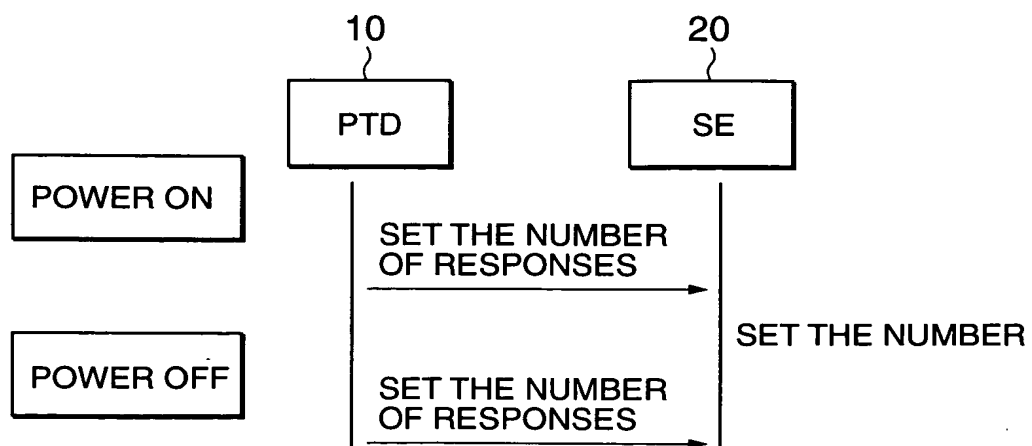 10
20
PTD
SE
POWER ON
SET THE NUMBER
OF RESPONSES
SET THE NUMBER
POWER OFF
SET THE NUMBER
OF RESPONSES